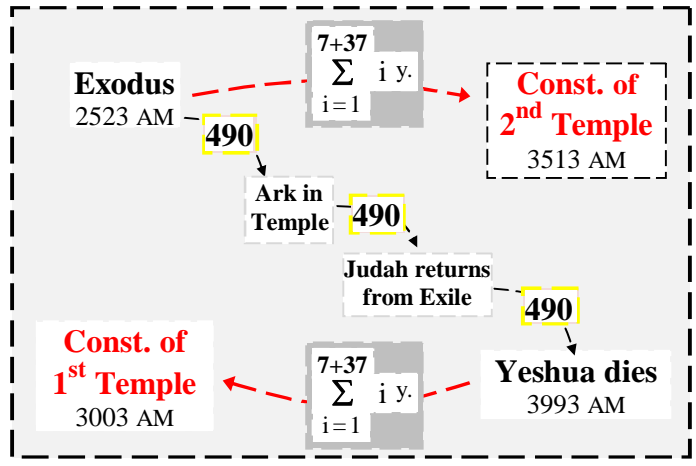 7+37
Σ i y.
i = 1
Exodus
2523 AM
Const. of
2nd Temple
3513 AM
490
Ark in
Temple
490
Judah returns
from Exile
490
Const. of
1st Temple
3003 AM
7+37
Σ i y.
i = 1
Yeshua dies
3993 AM